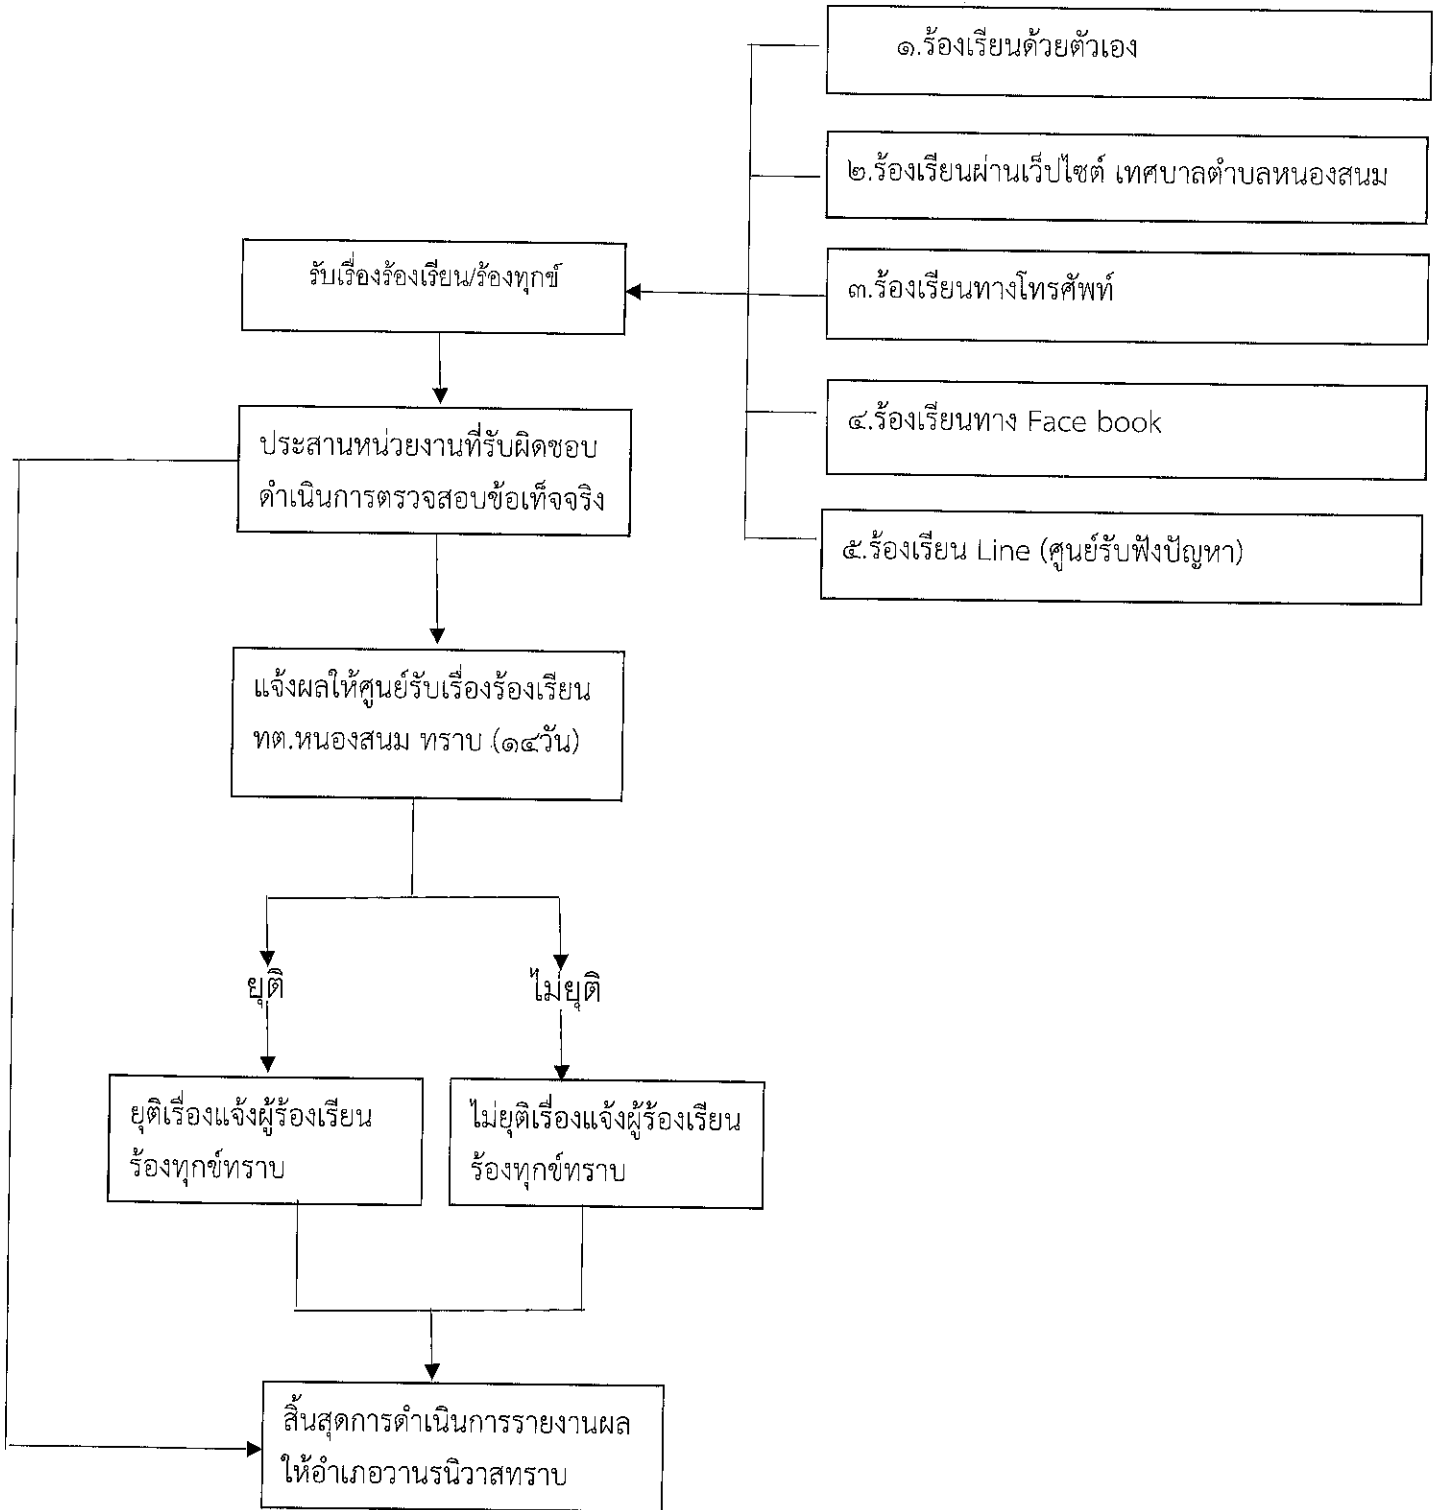 ๑.ร้องเรียนด้วยตัวเอง
๒.ร้องเรียนผ่านเว็ปไซต์ เทศบาลตำบลหนองสนม
๓.ร้องเรียนทางโทรศัพท์
๔.ร้องเรียนทาง Face book
๕.ร้องเรียน Line (ศูนย์รับฟังปัญหา)
รับเรื่องร้องเรียน/ร้องทุกข์
ประสานหน่วยงานที่รับผิดชอบ
ดำเนินการตรวจสอบข้อเท็จจริง
แจ้งผลให้ศูนย์รับเรื่องร้องเรียน
ทต.หนองสนม ทราบ (๑๔วัน)
ยุติ
ไม่ยุติ
ยุติเรื่องแจ้งผู้ร้องเรียน
ร้องทุกข์ทราบ
ไม่ยุติเรื่องแจ้งผู้ร้องเรียน
ร้องทุกข์ทราบ
สิ้นสุดการดำเนินการรายงานผล
ให้อำเภอวานรนิวาสทราบ